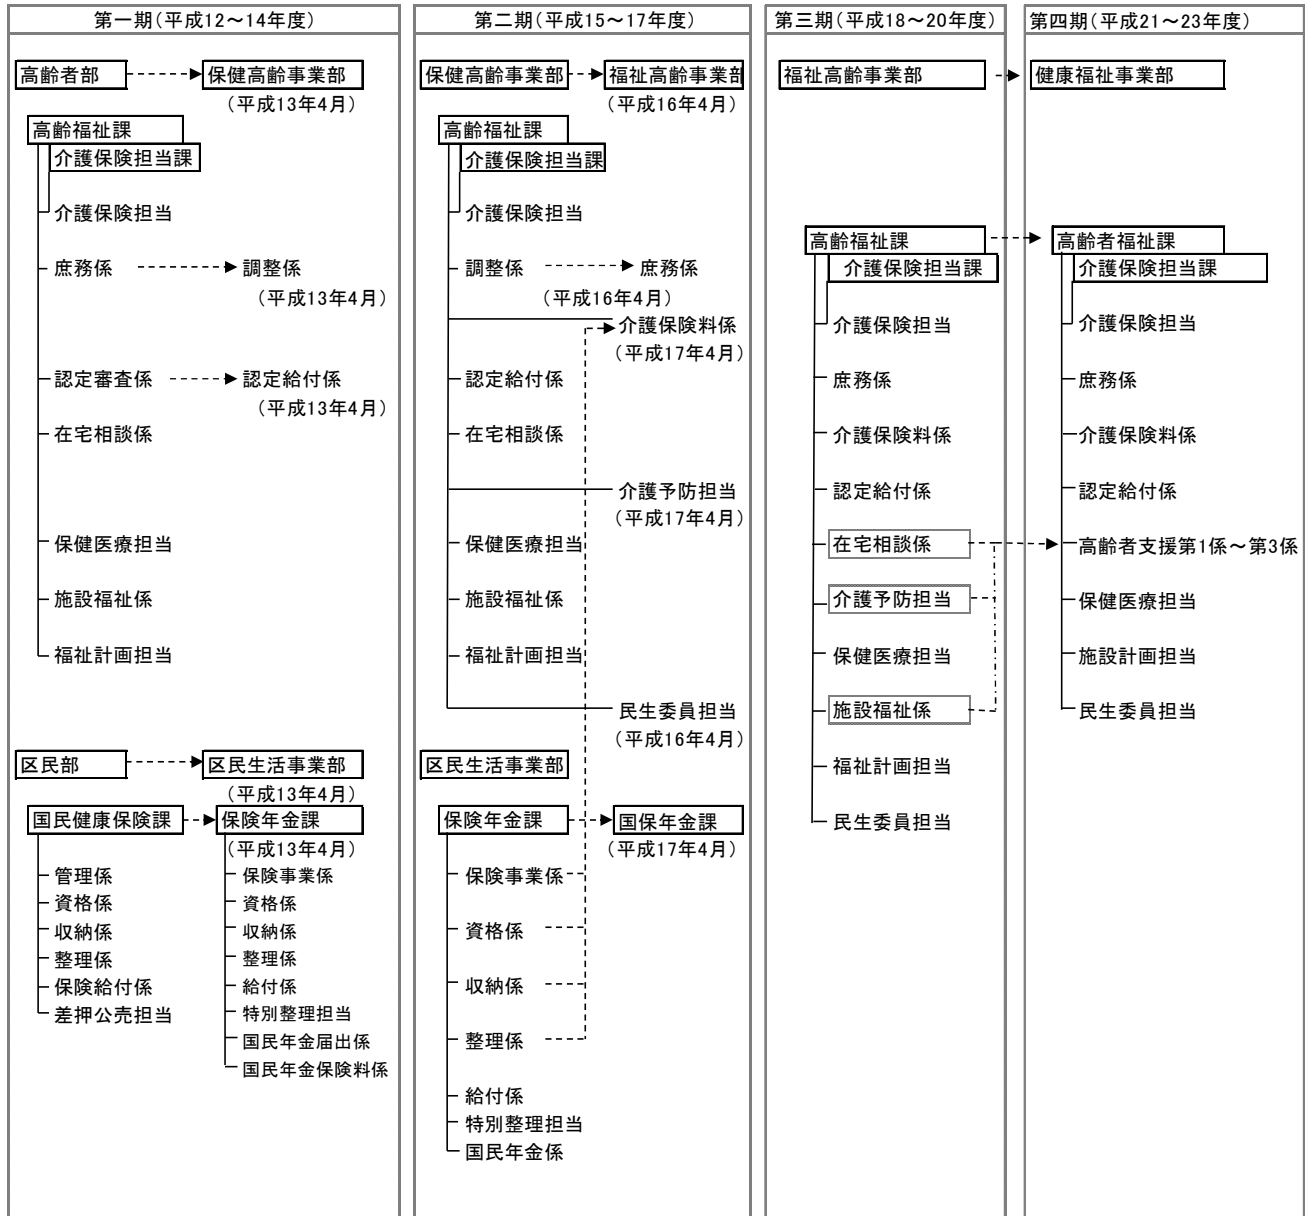 第一期(平成12～14年度)
高齢者部
保健高齢事業部
(平成13年4月)
高齢福祉課
介護保険担当課
介護保険担当
庶務係
調整係
(平成13年4月)
認定審査係
認定給付係
(平成13年4月)
在宅相談係
保健医療担当
施設福祉係
福祉計画担当
区民部
区民生活事業部
(平成13年4月)
国民健康保険課
保険年金課
(平成13年4月)
管理係
資格係
収納係
整理係
保険給付係
差押公売担当
保険事業係
資格係
収納係
整理係
給付係
特別整理担当
国民年金届出係
国民年金保険料係
第二期(平成15～17年度)
保健高齢事業部
福祉高齢事業部
(平成16年4月)
高齢福祉課
介護保険担当課
介護保険担当
調整係
庶務係
(平成16年4月)
介護保険料係
(平成17年4月)
認定給付係
在宅相談係
介護予防担当
(平成17年4月)
保健医療担当
施設福祉係
福祉計画担当
民生委員担当
(平成16年4月)
区民生活事業部
保険年金課
国保年金課
(平成17年4月)
保険事業係
資格係
収納係
整理係
給付係
特別整理担当
国民年金係
第三期(平成18～20年度)
福祉高齢事業部
高齢福祉課
介護保険担当課
介護保険担当
庶務係
介護保険料係
認定給付係
在宅相談係
介護予防担当
保健医療担当
施設福祉係
福祉計画担当
民生委員担当
第四期(平成21～23年度)
健康福祉事業部
高齢者福祉課
介護保険担当課
介護保険担当
庶務係
介護保険料係
認定給付係
高齢者支援第1係～第3係
保健医療担当
施設計画担当
民生委員担当